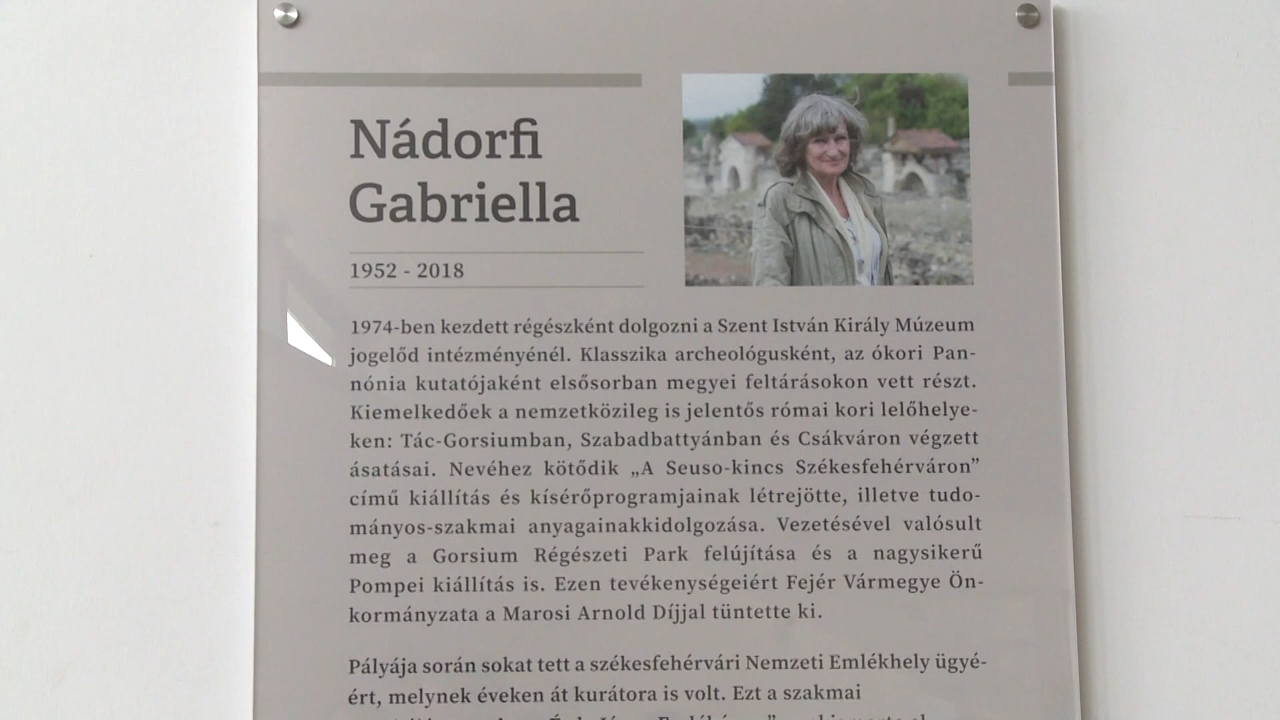 Nádorfi
Gabriella
1952 - 2018
1974-ben kezdett régészként dolgozni a Szent István Király Múzeum
jogelőd intézményénél. Klasszika archeológusként, az ókori Pan-
nónia kutatójaként elsősorban megyei feltárásokon vett részt.
Kiemelkedőek a nemzetközileg is jelentős római kori lelőhelye-
ken: Tác-Gorsiumban, Szabadbattyánban és Csákváron végzett
ásatásai. Nevéhez kötődik „A Seuso-kincs Székesfehérváron”
című kiállítás és kísérőprogramjainak létrejötte, illetve tudo-
mányos-szakmai anyagainakkidolgozása. Vezetésével valósult
meg a Gorsium Régészeti Park felújítása és a nagysikerű
Pompei kiállítás is. Ezen tevékenységeiért Fejér Vármegye Ön-
kormányzata a Marosi Arnold Díjjal tüntette ki.
Pályája során sokat tett a székesfehérvári Nemzeti Emlékhely ügyé-
ért, melynek éveken át kurátora is volt. Ezt a szakmai